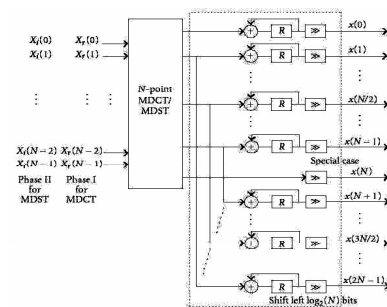 X_i(0) X_r(0)
X_i(1) X_r(1)
X_i(N−2) X_r(N−2)
X_i(N−1) X_r(N−1)
Phase II for MDST
Phase I for MDCT
N-point MDCT/MDST
+ R ≫ x(0)
+ R ≫ x(1)
+ R ≫ x(N/2)
+ R ≫ x(N−1)
Special case
≫ x(N)
+ R ≫ x(N+1)
R ≫ x(3N/2)
+ R ≫ x(2N−1)
Shift left log₂(N) bits